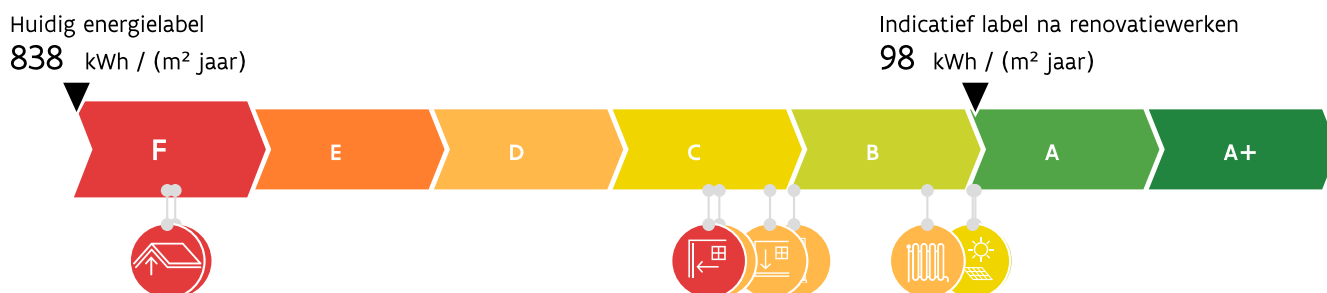 Huidig energielabel
838 kWh / (m² jaar)
Indicatief label na renovatiewerken
98 kWh / (m² jaar)
F E D C B A A+